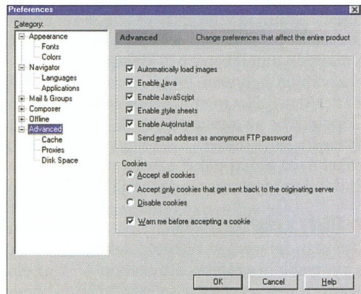 Preferences
Category:
Appearance
Fonts
Colors
Navigator
Languages
Applications
Mail & Groups
Composer
Offline
Advanced
Cache
Proxies
Disk Space
Advanced Change preferences that affect the entire product
Automatically load images
Enable Java
Enable JavaScript
Enable style sheets
Enable AutoInstall
Send email address as anonymous FTP password
Cookies
Accept all cookies
Accept only cookies that get sent back to the originating server
Disable cookies
Warn me before accepting a cookie
OK Cancel Help